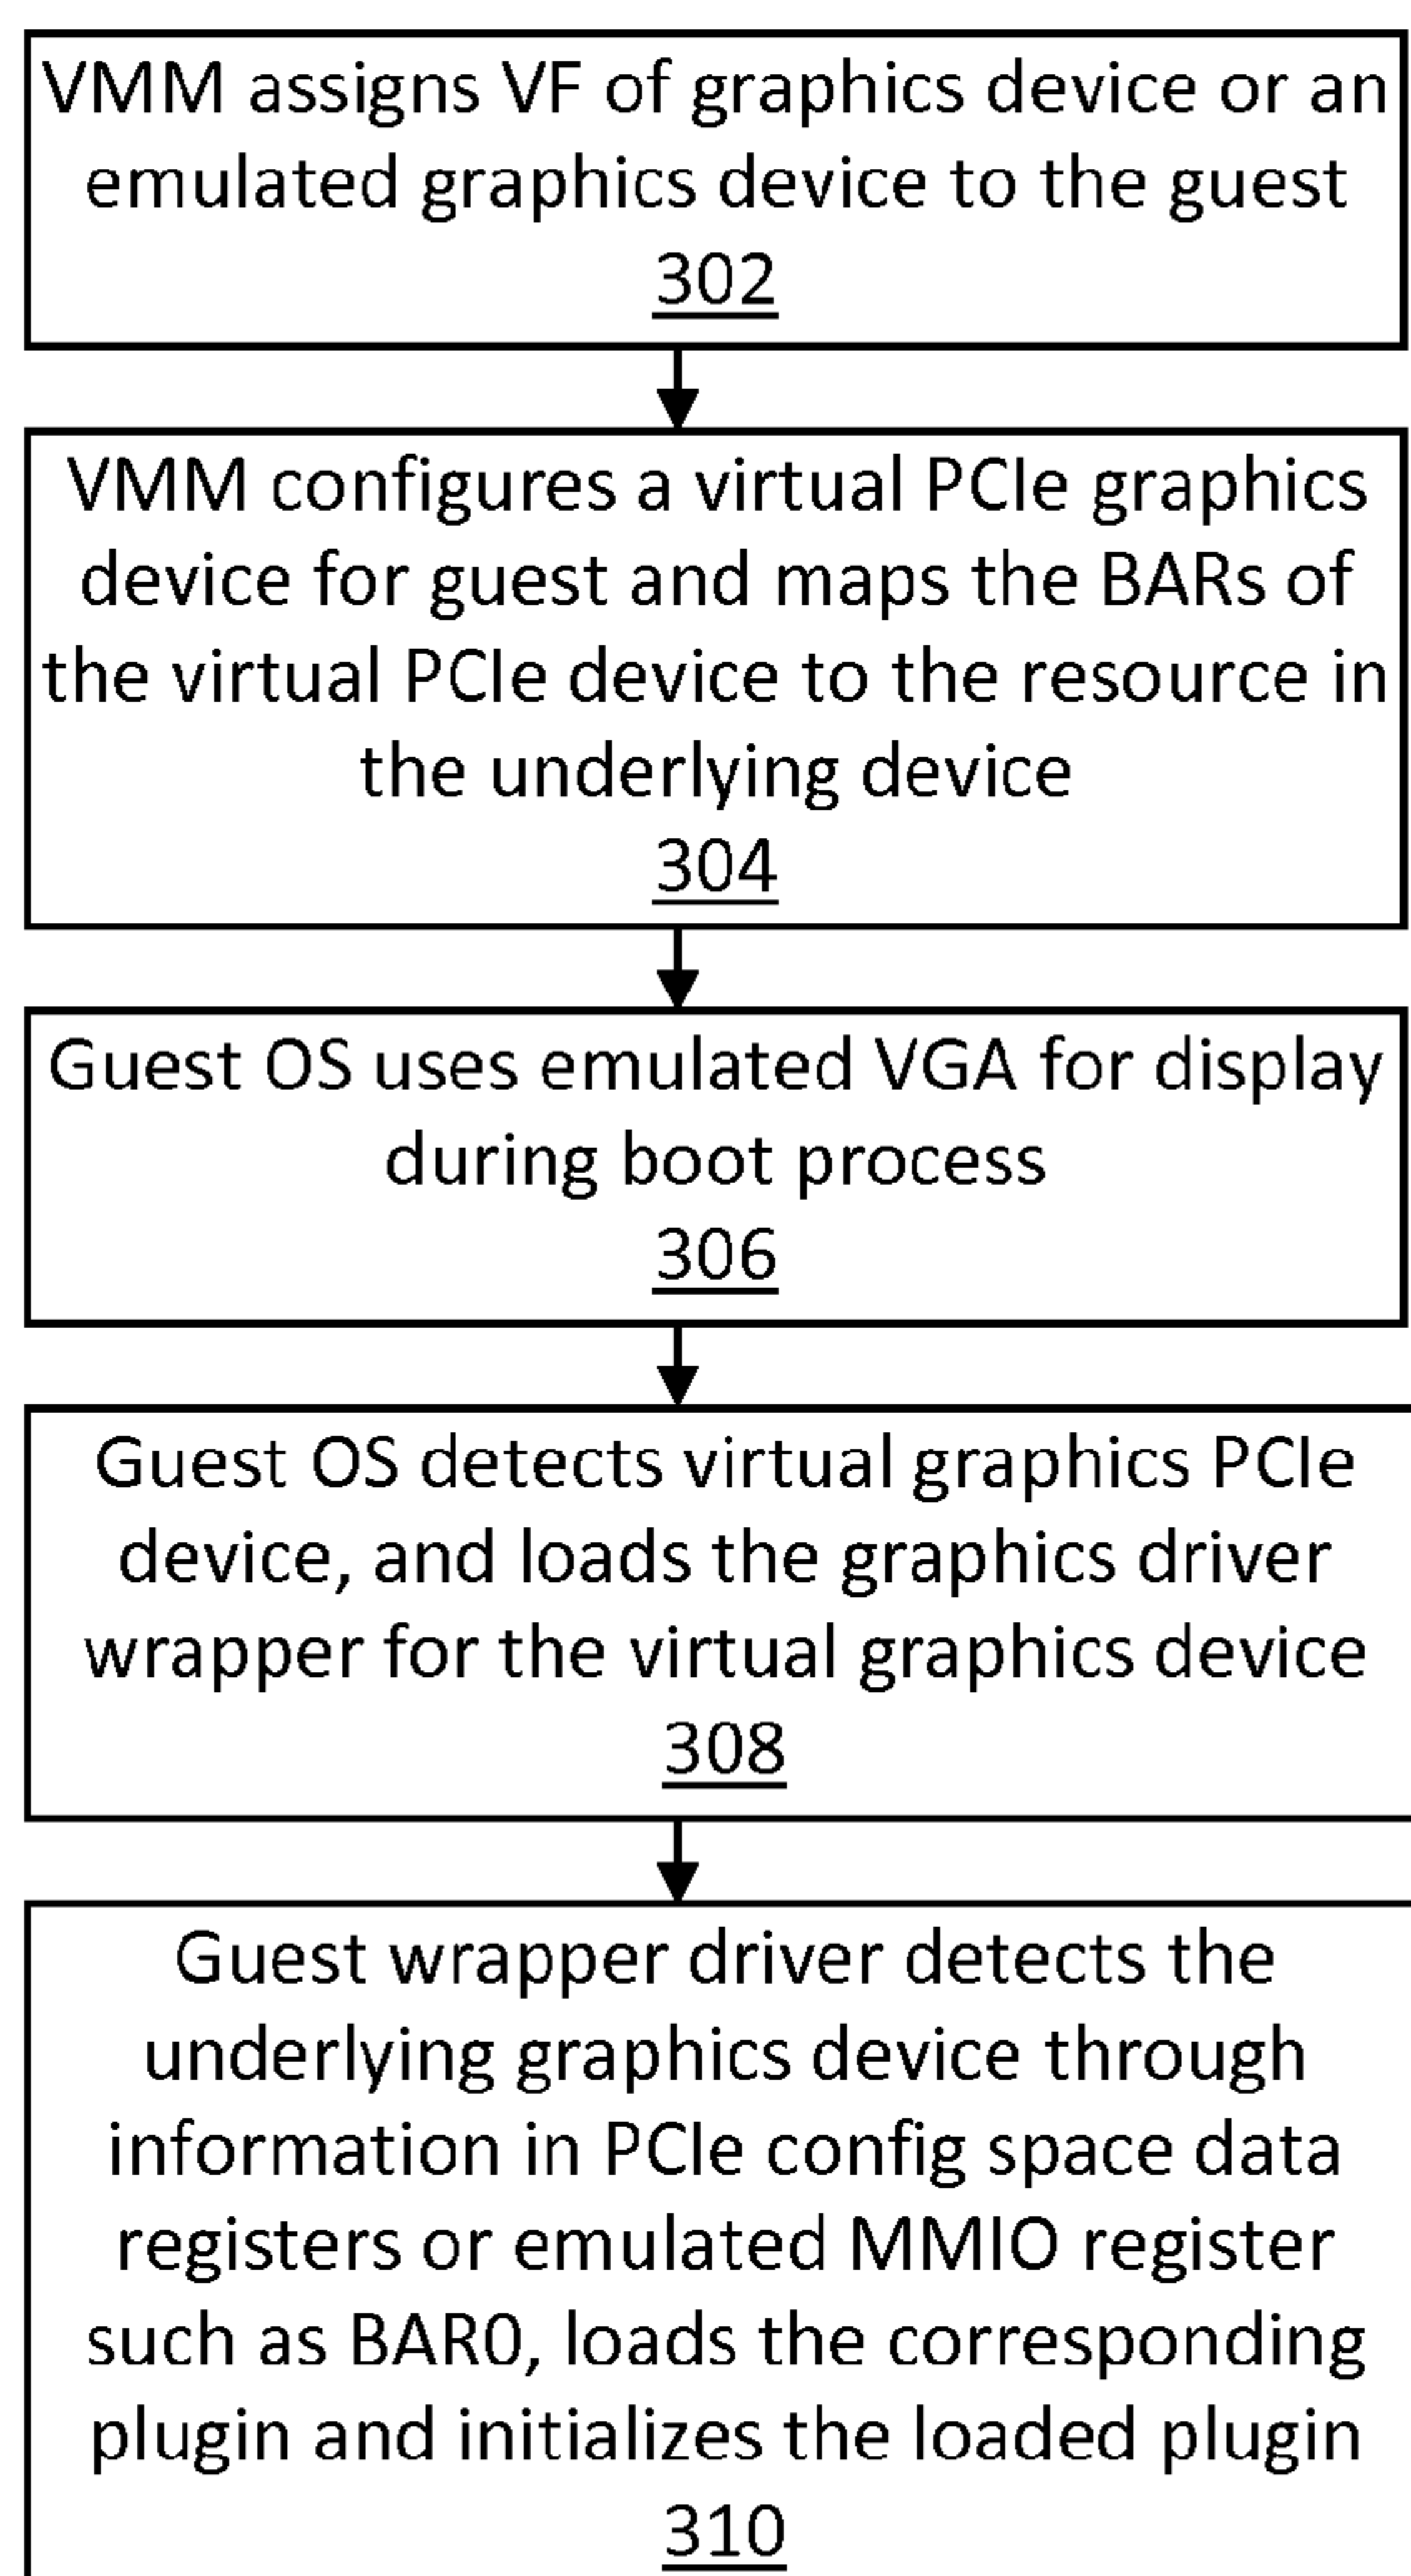 VMM assigns VF of graphics device or an
emulated graphics device to the guest
302
VMM configures a virtual PCIe graphics
device for guest and maps the BARs of
the virtual PCIe device to the resource in
the underlying device
304
Guest OS uses emulated VGA for display
during boot process
306
Guest OS detects virtual graphics PCIe
device, and loads the graphics driver
wrapper for the virtual graphics device
308
Guest wrapper driver detects the
underlying graphics device through
information in PCIe config space data
registers or emulated MMIO register
such as BAR0, loads the corresponding
plugin and initializes the loaded plugin
310